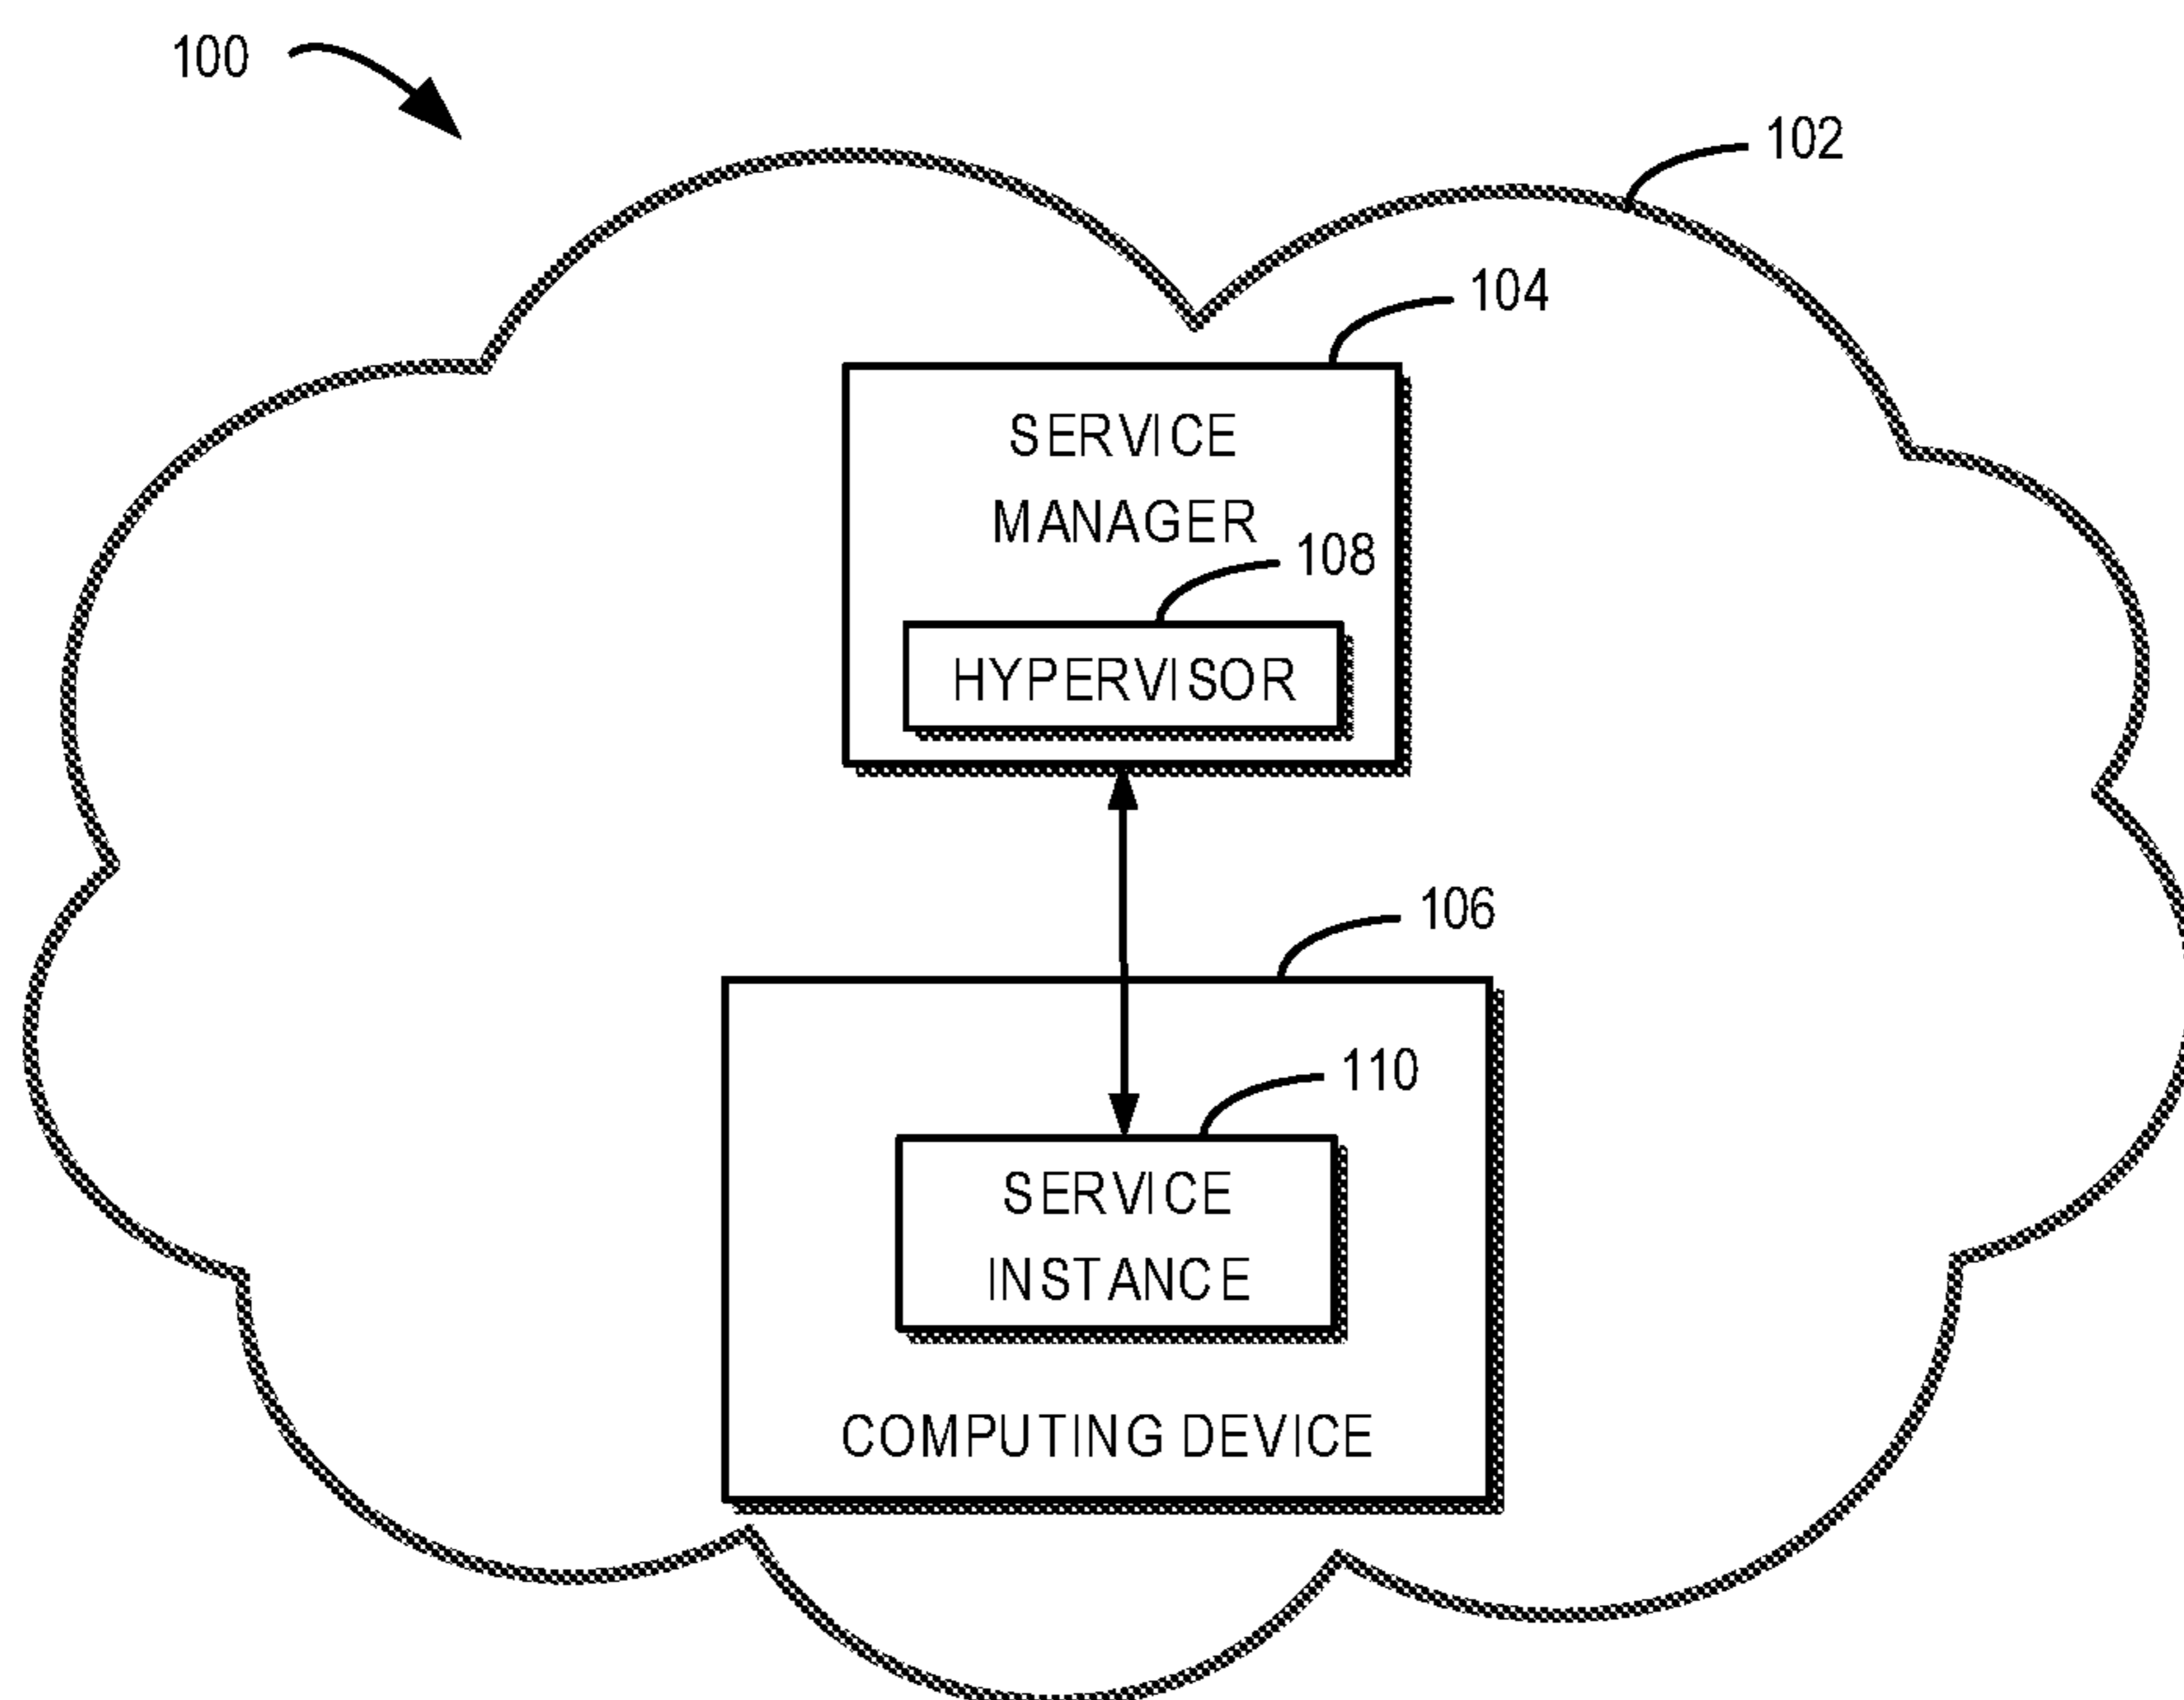 100
102
104
SERVICE
MANAGER
108
HYPERVISOR
106
110
SERVICE
INSTANCE
COMPUTING DEVICE